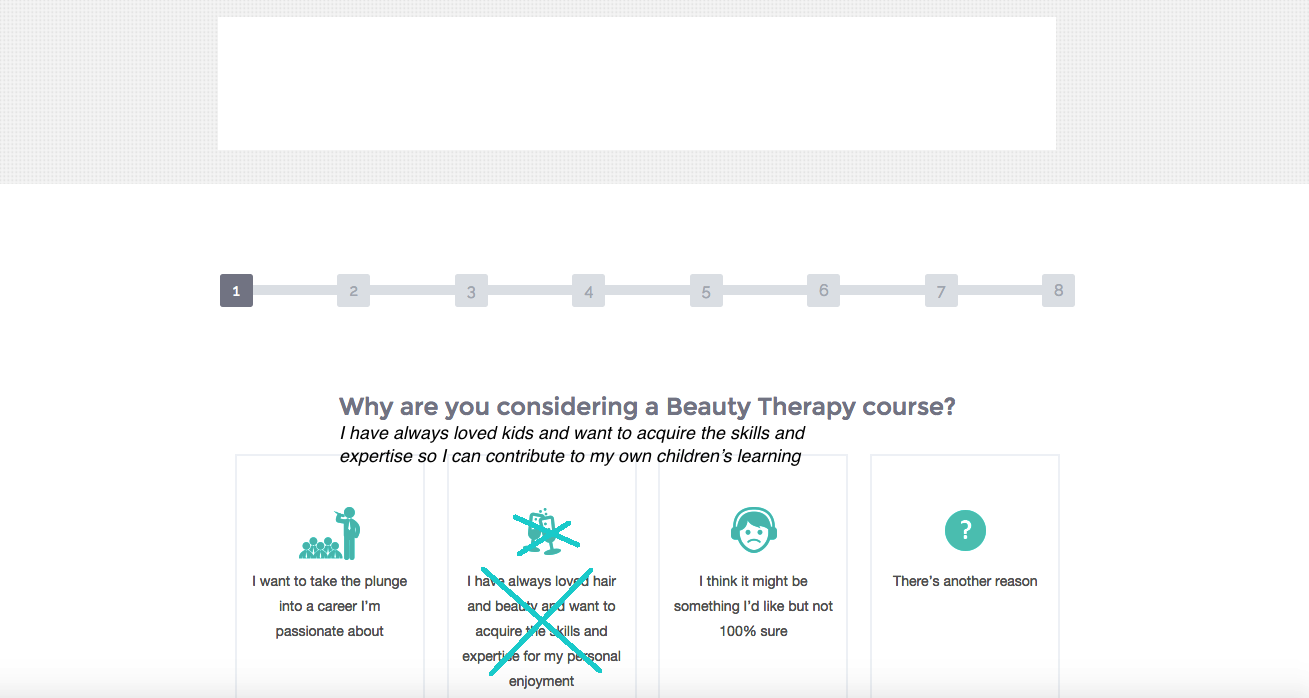 1 2 3 4 5 6 7 8
Why are you considering a Beauty Therapy course?
I have always loved kids and want to acquire the skills and
expertise so I can contribute to my own children’s learning
I want to take the plunge
into a career I’m
passionate about
I have always loved hair
and beauty and want to
acquire the skills and
expertise for my personal
enjoyment
I think it might be
something I’d like but not
100% sure
?
There’s another reason